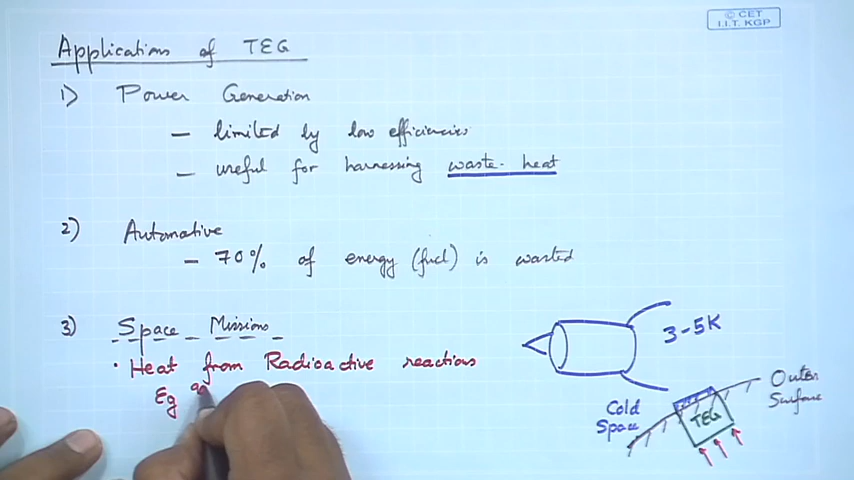 © CET
I.I.T. KGP
Applications of TEG
1) Power Generation
– limited by low efficiencies
– useful for harnessing waste heat
2) Automative
– 70% of energy (fuel) is wasted
3) Space Missions
3-5K
• Heat from Radioactive reactions
Eg
Outer
Surface
Cold
Space
TEG